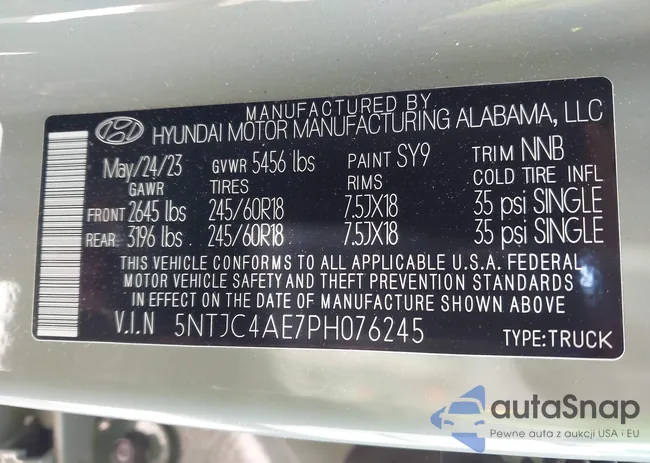 MANUFACTURED BY
HYUNDAI MOTOR MANUFACTURING ALABAMA, LLC
May/24/23 GVWR 5456 lbs PAINT SY9 TRIM NNB
GAWR TIRES RIMS COLD TIRE INFL
FRONT 2645 lbs 245/60R18 7.5JX18 35 psi SINGLE
REAR 3196 lbs 245/60R18 7.5JX18 35 psi SINGLE
THIS VEHICLE CONFORMS TO ALL APPLICABLE U.S.A. FEDERAL
MOTOR VEHICLE SAFETY AND THEFT PREVENTION STANDARDS
IN EFFECT ON THE DATE OF MANUFACTURE SHOWN ABOVE
V.I.N 5NTJC4AE7PH076245 TYPE:TRUCK
autaSnap
Pewne auta z aukcji USA i EU